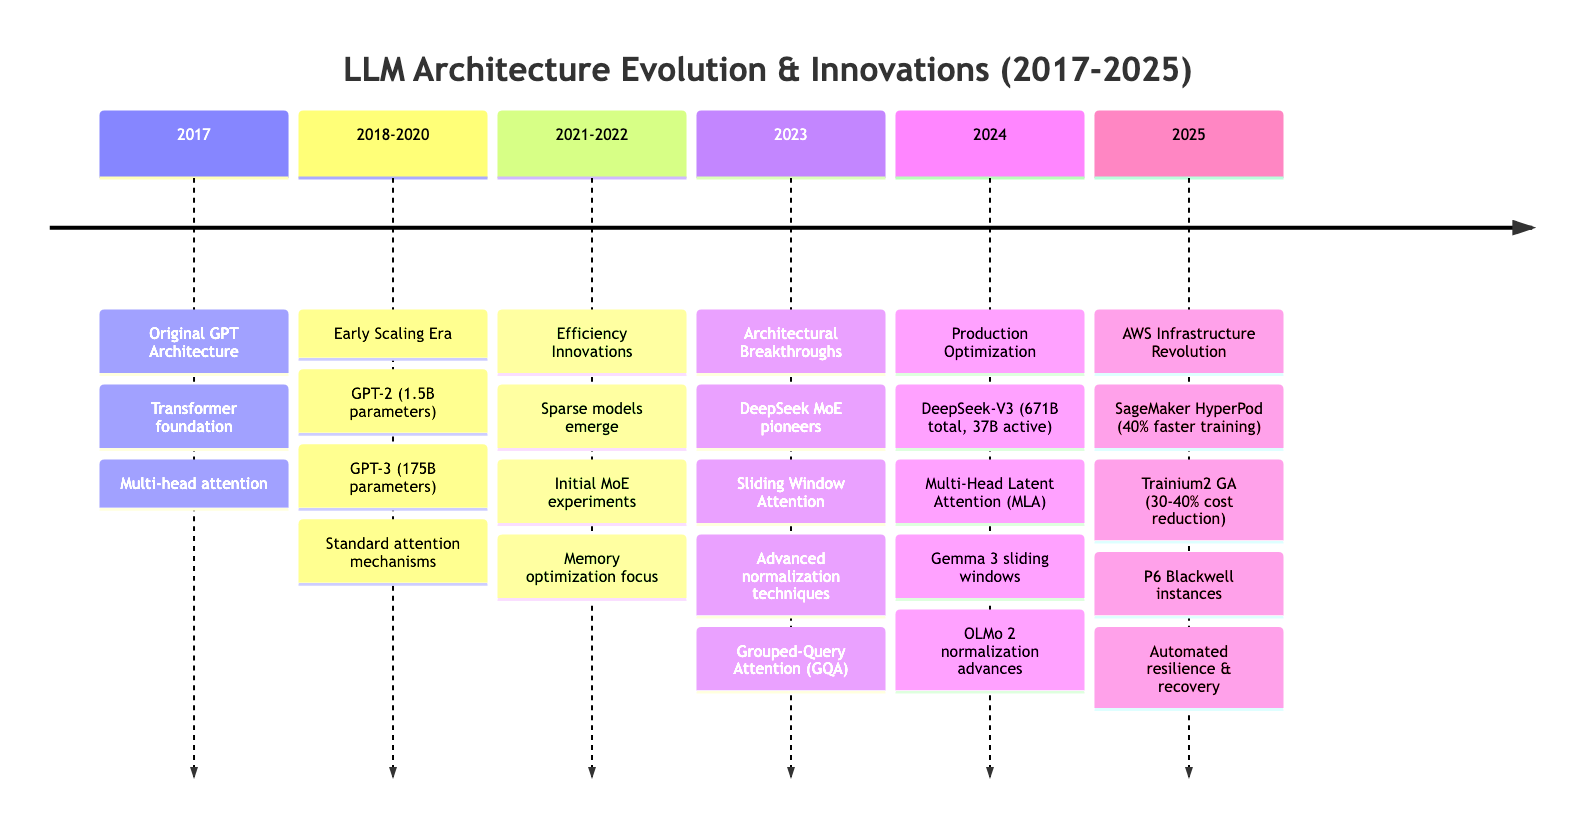 LLM Architecture Evolution & Innovations (2017-2025)
2017
2018-2020
2021-2022
2023
2024
2025
Original GPT
Architecture
Transformer
foundation
Multi-head attention
Early Scaling Era
GPT-2 (1.5B
parameters)
GPT-3 (175B
parameters)
Standard attention
mechanisms
Efficiency
Innovations
Sparse models
emerge
Initial MoE
experiments
Memory
optimization focus
Architectural
Breakthroughs
DeepSeek MoE
pioneers
Sliding Window
Attention
Advanced
normalization
techniques
Grouped-Query
Attention (GQA)
Production
Optimization
DeepSeek-V3 (671B
total, 37B active)
Multi-Head Latent
Attention (MLA)
Gemma 3 sliding
windows
OLMo 2
normalization
advances
AWS Infrastructure
Revolution
SageMaker HyperPod
(40% faster training)
Trainium2 GA
(30-40% cost
reduction)
P6 Blackwell
instances
Automated
resilience &
recovery